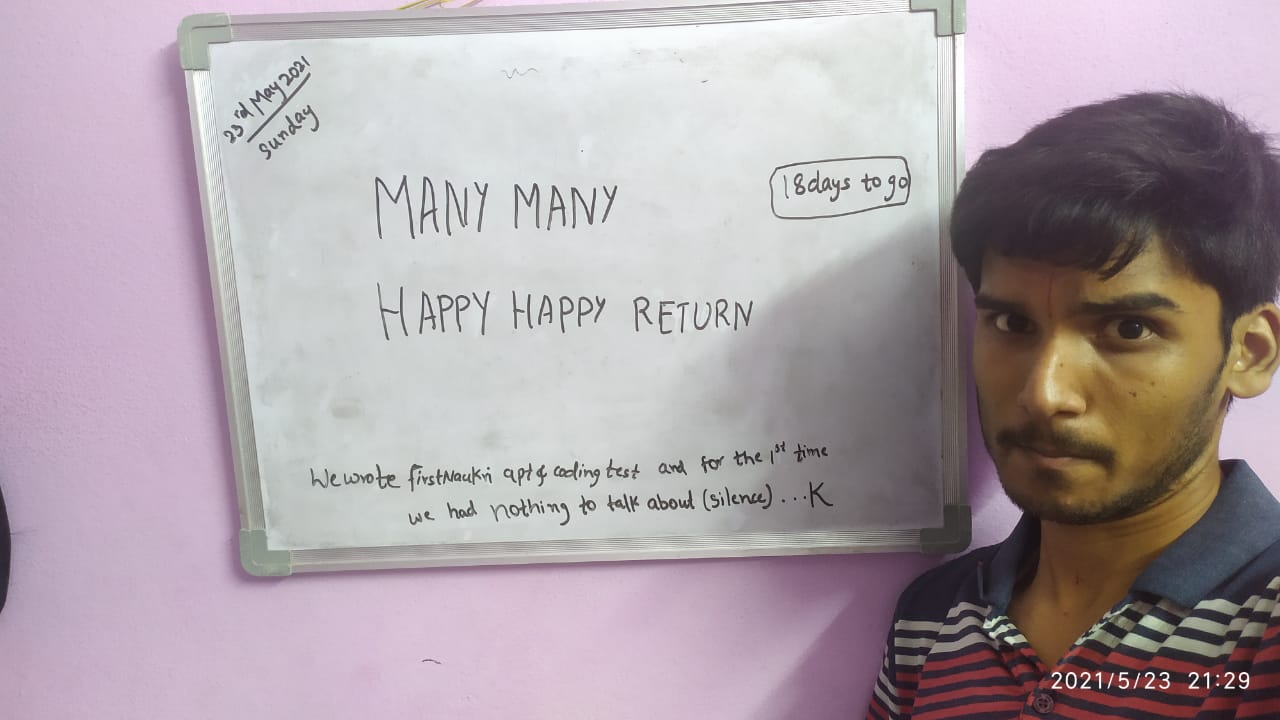 23rd May 2021
Sunday
18days to go
MANY MANY
HAPPY HAPPY RETURN
We wrote firstNaukri apt & coding test and for the 1st time
we had nothing to talk about (silence) ...K
2021/5/23 21:29